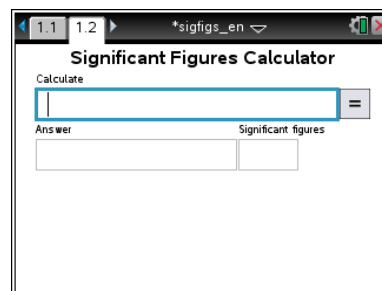 1.1 1.2 *sigfigs_en
Significant Figures Calculator
Calculate
=
Answer Significant figures